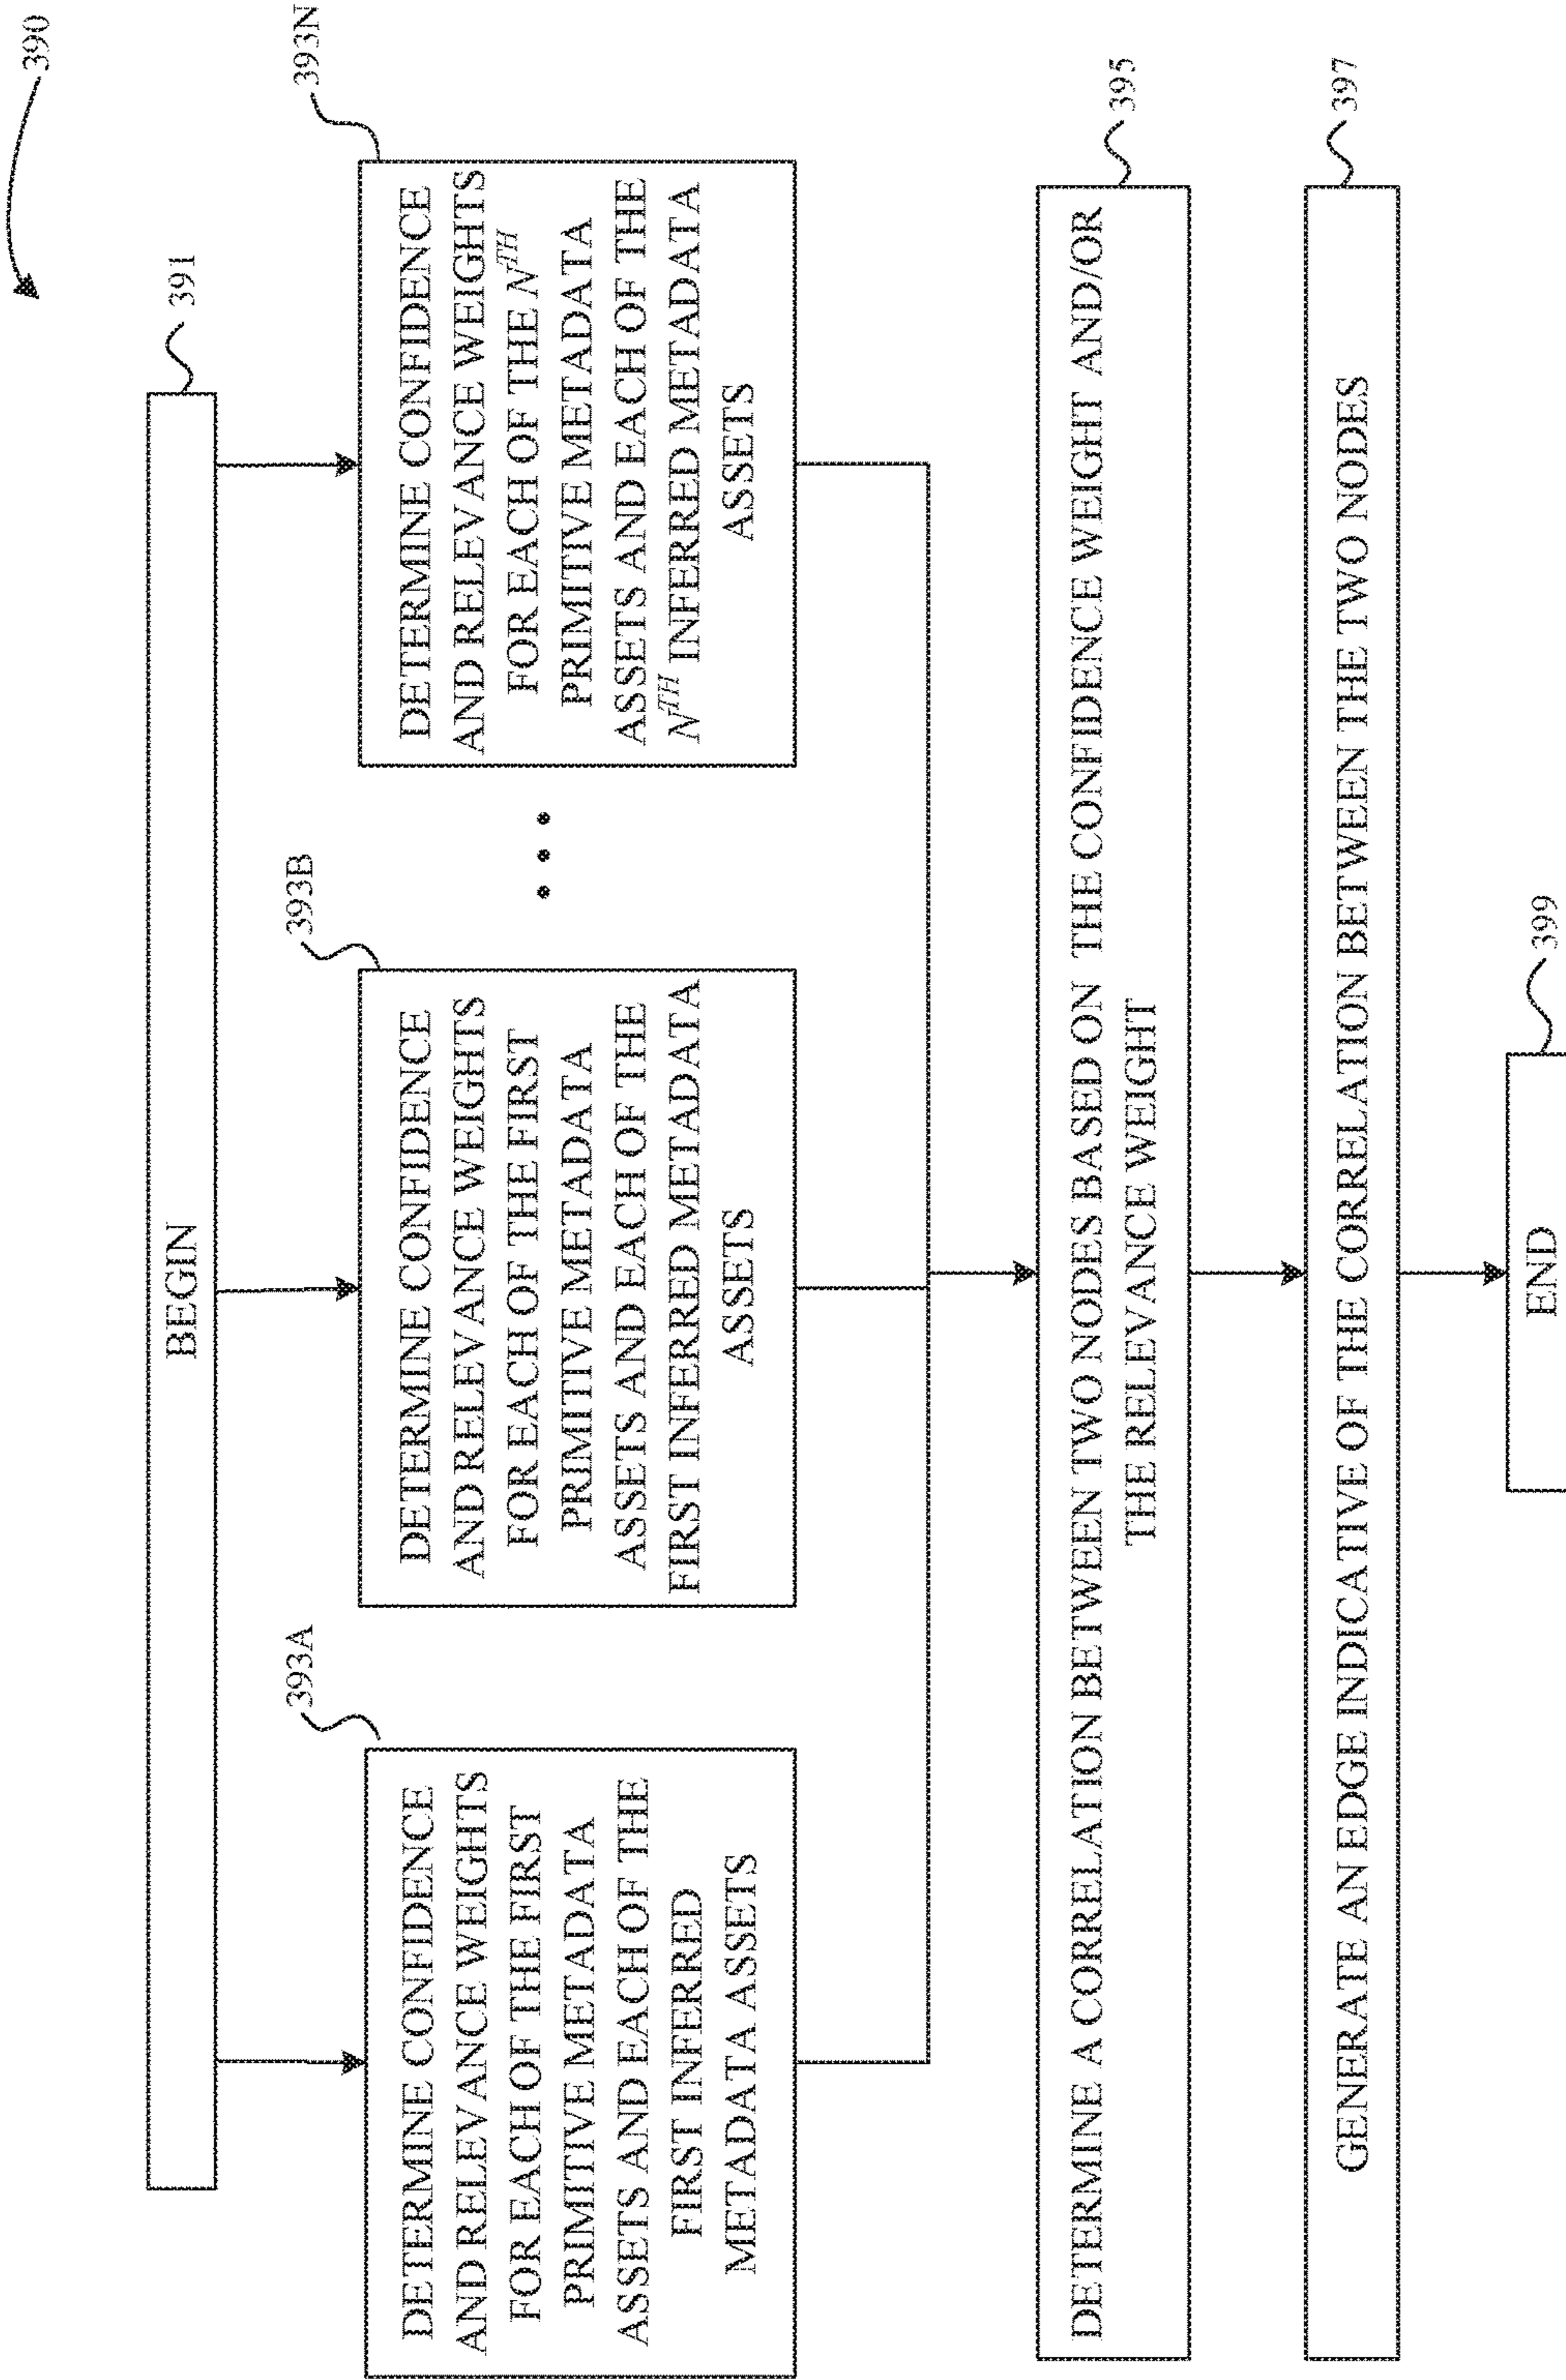 390
BEGIN
391
DETERMINE CONFIDENCE
AND RELEVANCE WEIGHTS
FOR EACH OF THE FIRST
PRIMITIVE METADATA
ASSETS AND EACH OF THE
FIRST INFERRED
METADATA ASSETS
393A
DETERMINE CONFIDENCE
AND RELEVANCE WEIGHTS
FOR EACH OF THE FIRST
PRIMITIVE METADATA
ASSETS AND EACH OF THE
FIRST INFERRED METADATA
ASSETS
393B
• • •
DETERMINE CONFIDENCE
AND RELEVANCE WEIGHTS
FOR EACH OF THE N^TH
PRIMITIVE METADATA
ASSETS AND EACH OF THE
N^TH INFERRED METADATA
ASSETS
393N
DETERMINE A CORRELATION BETWEEN TWO NODES BASED ON THE CONFIDENCE WEIGHT AND/OR
THE RELEVANCE WEIGHT
395
GENERATE AN EDGE INDICATIVE OF THE CORRELATION BETWEEN THE TWO NODES
397
END
399